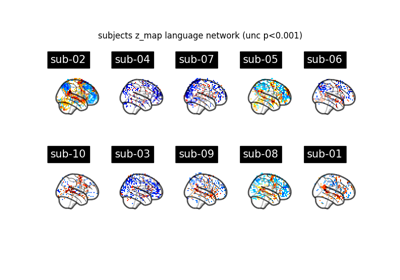 subjects z_map language network (unc p<0.001)
sub-02 sub-04 sub-07 sub-05 sub-06
sub-10 sub-03 sub-09 sub-08 sub-01